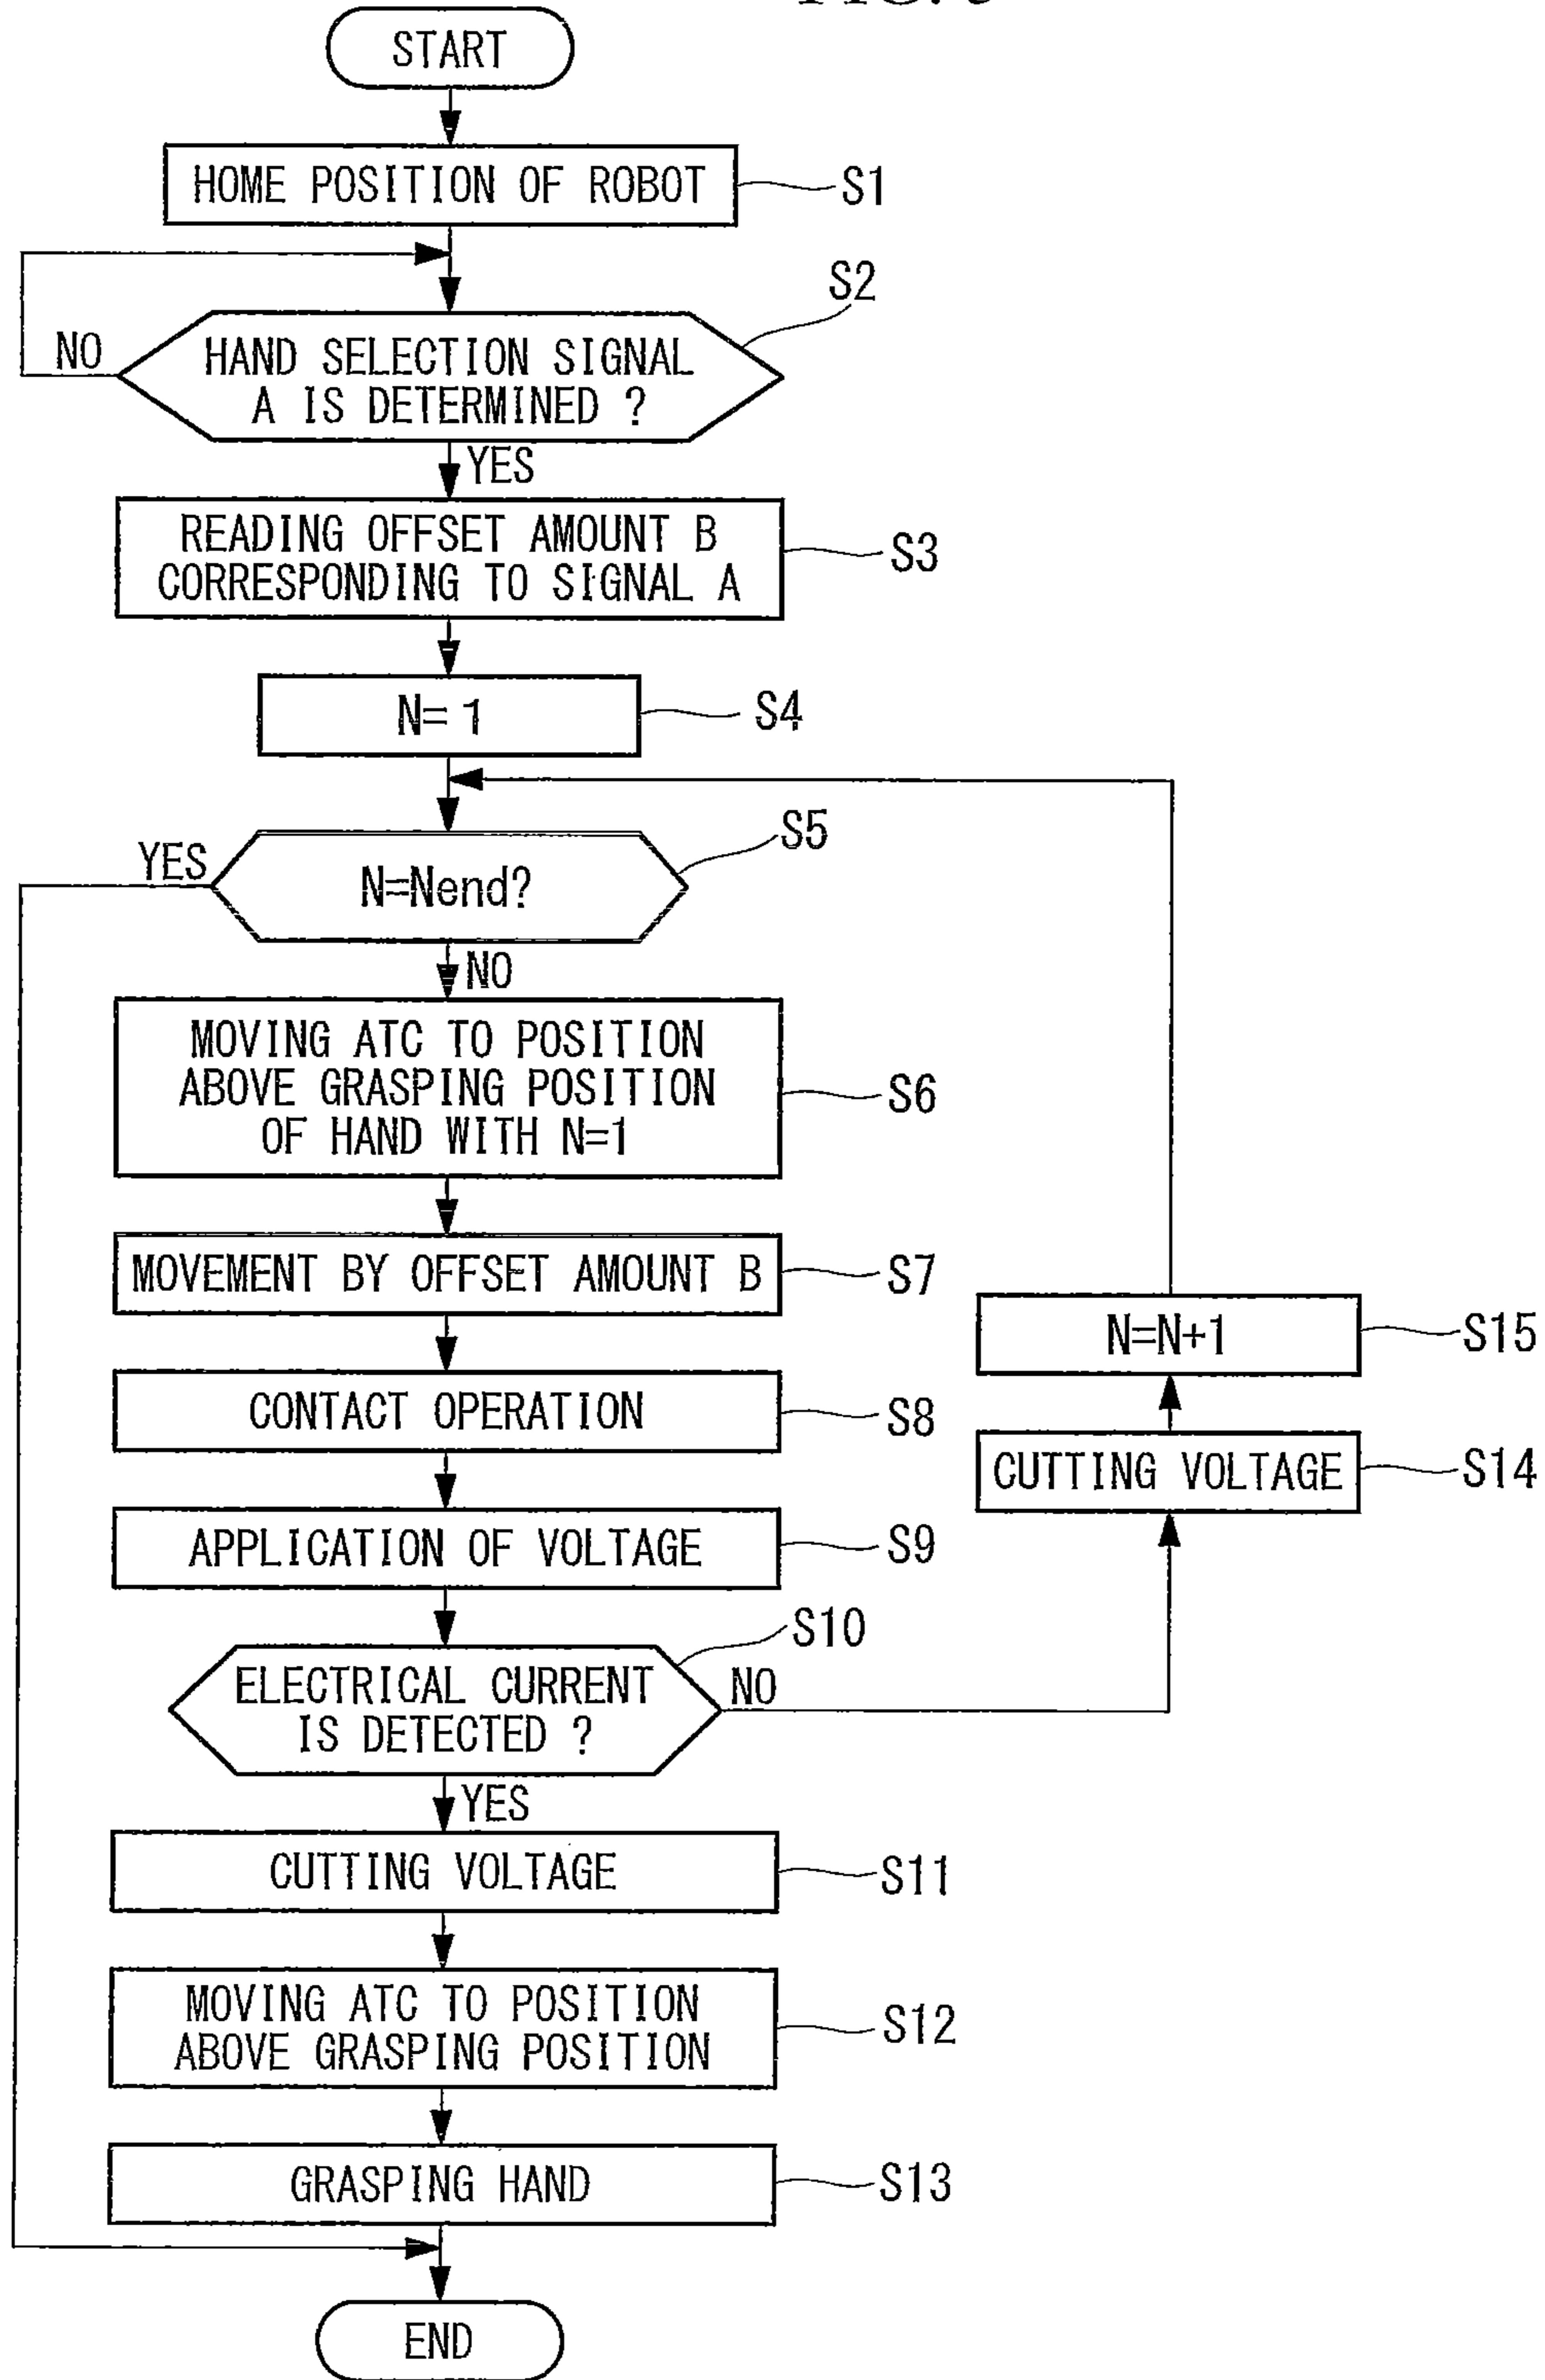 START
HOME POSITION OF ROBOT
S1
S2
NO
HAND SELECTION SIGNAL
A IS DETERMINED ?
YES
READING OFFSET AMOUNT B
CORRESPONDING TO SIGNAL A
S3
N= 1
S4
S5
YES
N=Nend?
NO
MOVING ATC TO POSITION
ABOVE GRASPING POSITION
OF HAND WITH N=1
S6
MOVEMENT BY OFFSET AMOUNT B
S7
N=N+1
S15
CONTACT OPERATION
S8
CUTTING VOLTAGE
S14
APPLICATION OF VOLTAGE
S9
S10
ELECTRICAL CURRENT
IS DETECTED ?
NO
YES
CUTTING VOLTAGE
S11
MOVING ATC TO POSITION
ABOVE GRASPING POSITION
S12
GRASPING HAND
S13
END